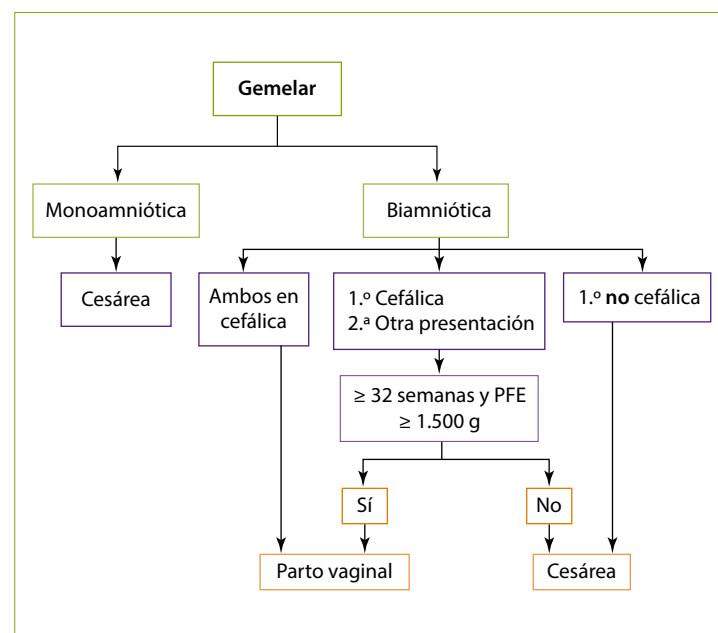 Gemelar
Monoamniótica
Biamniótica
Cesárea
Ambos en
cefálica
1.º Cefálica
2.ª Otra presentación
1.º no cefálica
≥ 32 semanas y PFE
≥ 1.500 g
Sí
No
Parto vaginal
Cesárea